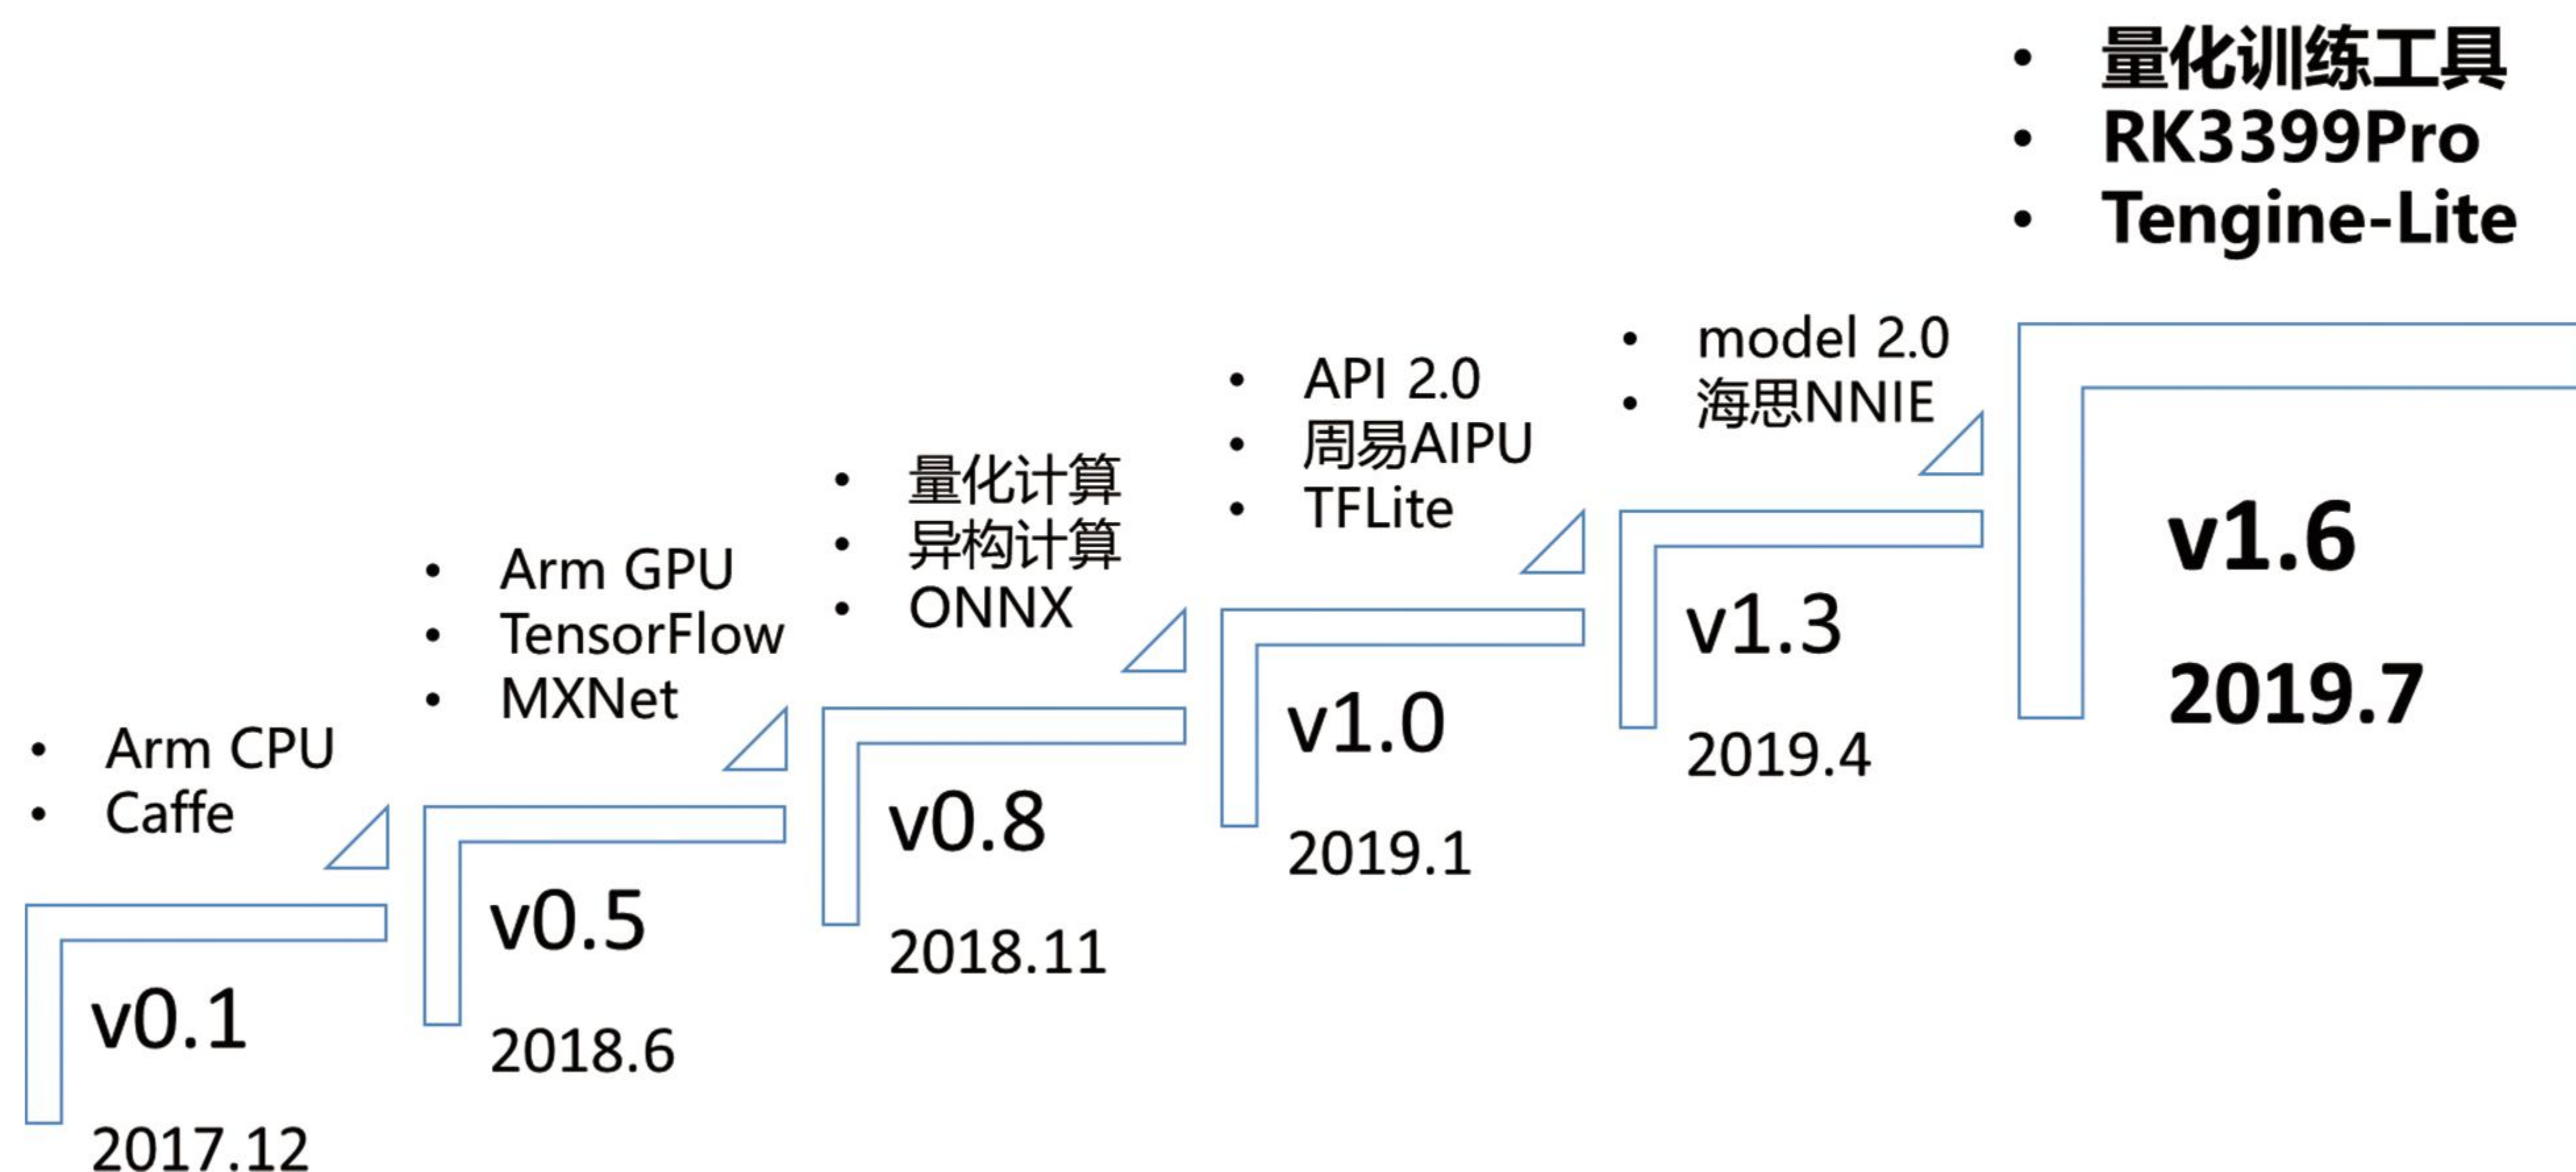 • Arm CPU
• Caffe
v0.1
2017.12
• Arm GPU
• TensorFlow
• MXNet
v0.5
2018.6
• 量化计算
• 异构计算
• ONNX
v0.8
2018.11
• API 2.0
• 周易AIPU
• TFLite
v1.0
2019.1
• model 2.0
• 海思NNIE
v1.3
2019.4
• 量化训练工具
• RK3399Pro
• Tengine-Lite
v1.6
2019.7